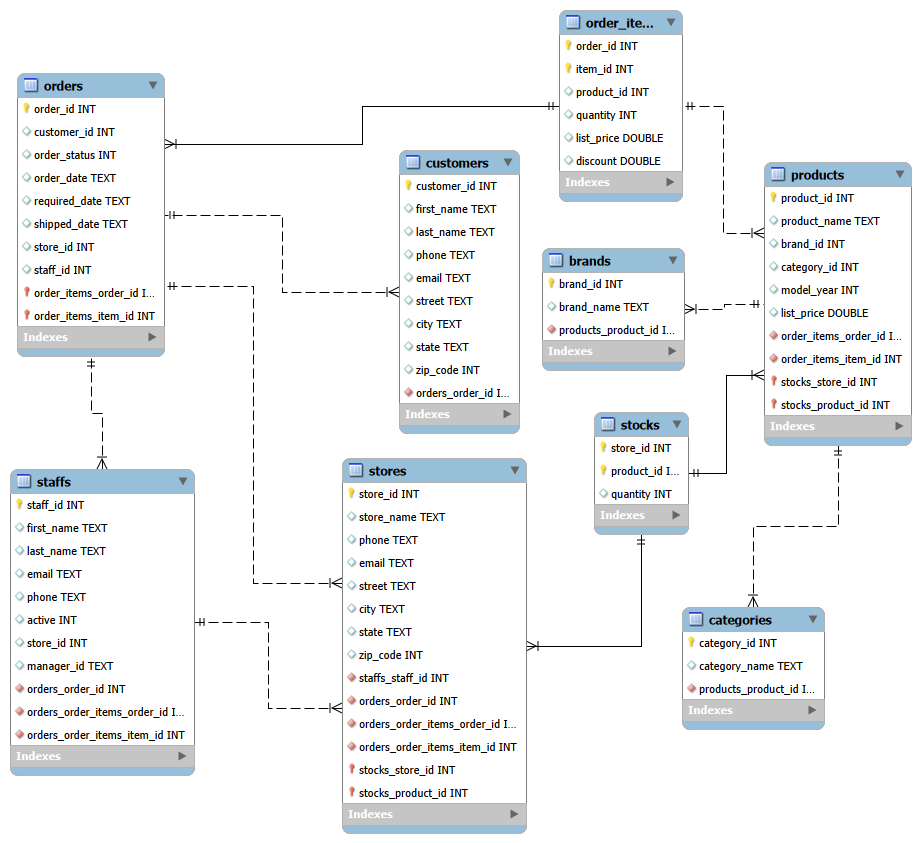 order_ite...
order_id INT
item_id INT
product_id INT
quantity INT
list_price DOUBLE
discount DOUBLE
Indexes
orders
order_id INT
customer_id INT
order_status INT
order_date TEXT
required_date TEXT
shipped_date TEXT
store_id INT
staff_id INT
order_items_order_id I...
order_items_item_id INT
Indexes
customers
customer_id INT
first_name TEXT
last_name TEXT
phone TEXT
email TEXT
street TEXT
city TEXT
state TEXT
zip_code INT
orders_order_id I...
Indexes
products
product_id INT
product_name TEXT
brand_id INT
category_id INT
model_year INT
list_price DOUBLE
order_items_order_id I...
order_items_item_id INT
stocks_store_id INT
stocks_product_id INT
Indexes
brands
brand_id INT
brand_name TEXT
products_product_id I...
Indexes
stocks
store_id INT
product_id I...
quantity INT
Indexes
staffs
staff_id INT
first_name TEXT
last_name TEXT
email TEXT
phone TEXT
active INT
store_id INT
manager_id TEXT
orders_order_id INT
orders_order_items_order_id I...
orders_order_items_item_id INT
Indexes
stores
store_id INT
store_name TEXT
phone TEXT
email TEXT
street TEXT
city TEXT
state TEXT
zip_code INT
staffs_staff_id INT
orders_order_id INT
orders_order_items_order_id I...
orders_order_items_item_id INT
stocks_store_id INT
stocks_product_id INT
Indexes
categories
category_id INT
category_name TEXT
products_product_id I...
Indexes